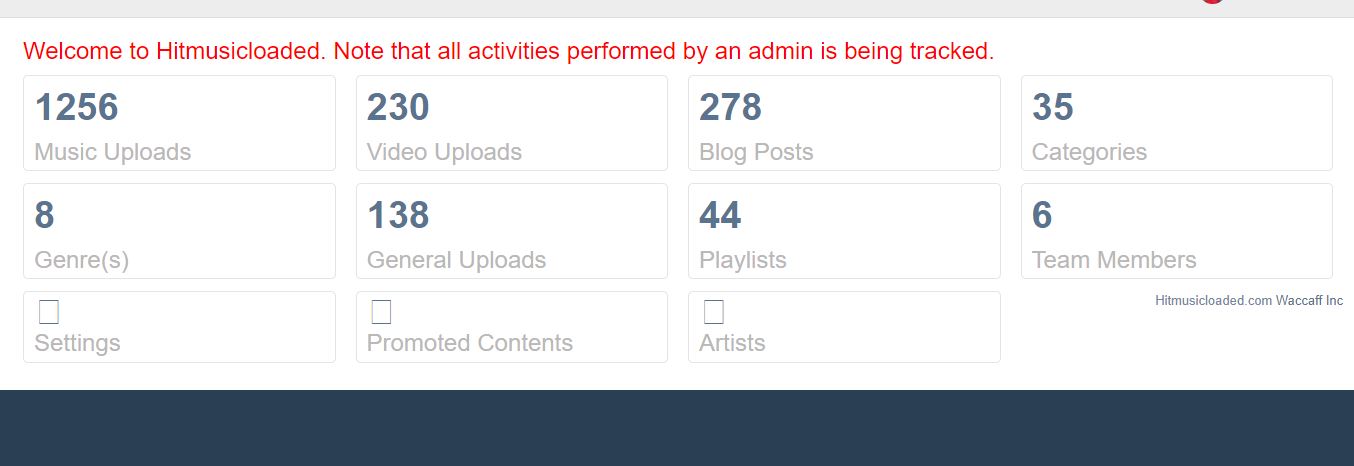 Welcome to Hitmusicloaded. Note that all activities performed by an admin is being tracked.
1256
Music Uploads
230
Video Uploads
278
Blog Posts
35
Categories
8
Genre(s)
138
General Uploads
44
Playlists
6
Team Members
Settings
Promoted Contents
Artists
Hitmusicloaded.com Waccaff Inc